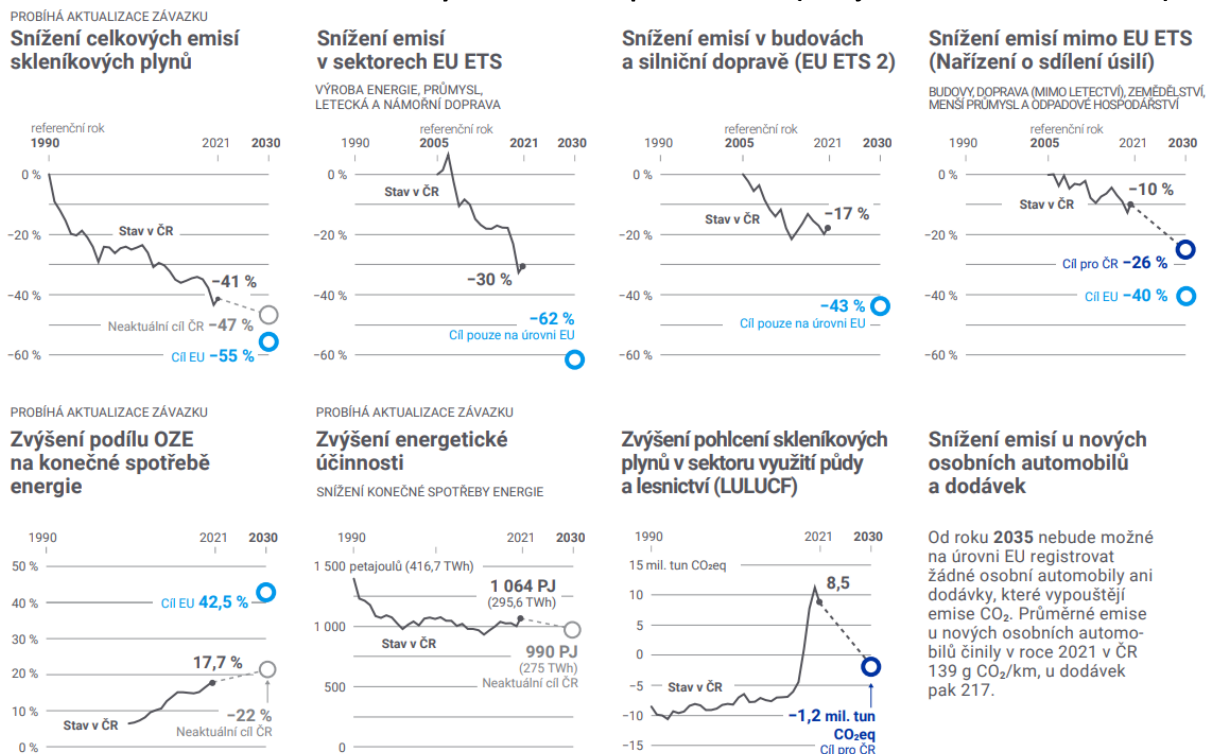 PROBÍHÁ AKTUALIZACE ZÁVAZKU
Snížení celkových emisí
skleníkových plynů
referenční rok
1990 2021 2030
0 %
−20 %
−40 %
−60 %
Stav v ČR
−41 %
Neaktuální cíl ČR −47 %
Cíl EU −55 %
Snížení emisí
v sektorech EU ETS
VÝROBA ENERGIE, PRŮMYSL,
LETECKÁ A NÁMOŘNÍ DOPRAVA
referenční rok
1990 2005 2021 2030
0 %
−20 %
−40 %
−60 %
Stav v ČR
−30 %
−62 %
Cíl pouze na úrovni EU
Snížení emisí v budovách
a silniční dopravě (EU ETS 2)
referenční rok
1990 2005 2021 2030
0 %
−20 %
−40 %
−60 %
Stav v ČR
−17 %
−43 %
Cíl pouze na úrovni EU
Snížení emisí mimo EU ETS
(Nařízení o sdílení úsilí)
BUDOVY, DOPRAVA (MIMO LETECTVÍ), ZEMĚDĚLSTVÍ,
MENŠÍ PRŮMYSL A ODPADOVÉ HOSPODÁŘSTVÍ
referenční rok
1990 2005 2021 2030
0 %
−20 %
−40 %
−60 %
Stav v ČR
−10 %
Cíl pro ČR −26 %
Cíl EU −40 %
PROBÍHÁ AKTUALIZACE ZÁVAZKU
Zvýšení podílu OZE
na konečné spotřebě
energie
1990 2021 2030
50 %
40 %
30 %
20 %
10 %
0 %
Cíl EU 42,5 %
17,7 %
Stav v ČR
~22 %
Neaktuální cíl ČR
PROBÍHÁ AKTUALIZACE ZÁVAZKU
Zvýšení energetické
účinnosti
SNÍŽENÍ KONEČNÉ SPOTŘEBY ENERGIE
1990 2021 2030
1 500 petajoulů (416,7 TWh)
1 000
500
0
1 064 PJ
(295,6 TWh)
Stav v ČR
990 PJ
(275 TWh)
Neaktuální cíl ČR
Zvýšení pohlcení skleníkových
plynů v sektoru využití půdy
a lesnictví (LULUCF)
1990 2021 2030
15 mil. tun CO₂eq
10
5
0
−5
−10
−15
8,5
Stav v ČR
−1,2 mil. tun
CO₂eq
Cíl pro ČR
Snížení emisí u nových
osobních automobilů
a dodávek
Od roku 2035 nebude možné
na úrovni EU registrovat
žádné osobní automobily ani
dodávky, které vypouštějí
emise CO₂. Průměrné emise
u nových osobních automo-
bilů činily v roce 2021 v ČR
139 g CO₂/km, u dodávek
pak 217.